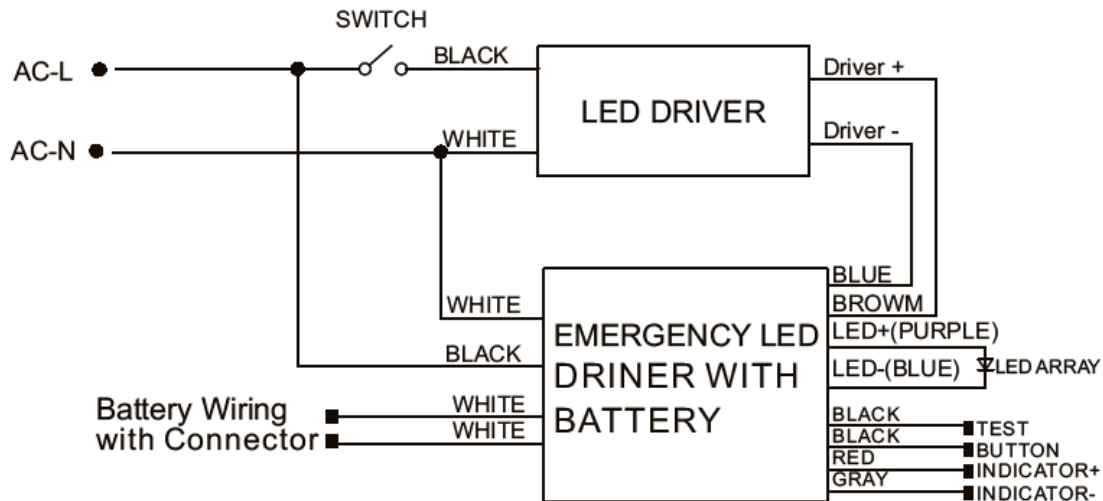 SWITCH
AC-L
BLACK
LED DRIVER
Driver +
AC-N
WHITE
Driver -
WHITE
BLACK
EMERGENCY LED
DRINER WITH
BATTERY
BLUE
BROWM
LED+(PURPLE)
LED-(BLUE)
LED ARRAY
Battery Wiring
with Connector
WHITE
WHITE
BLACK
TEST
BLACK
BUTTON
RED
INDICATOR+
GRAY
INDICATOR-